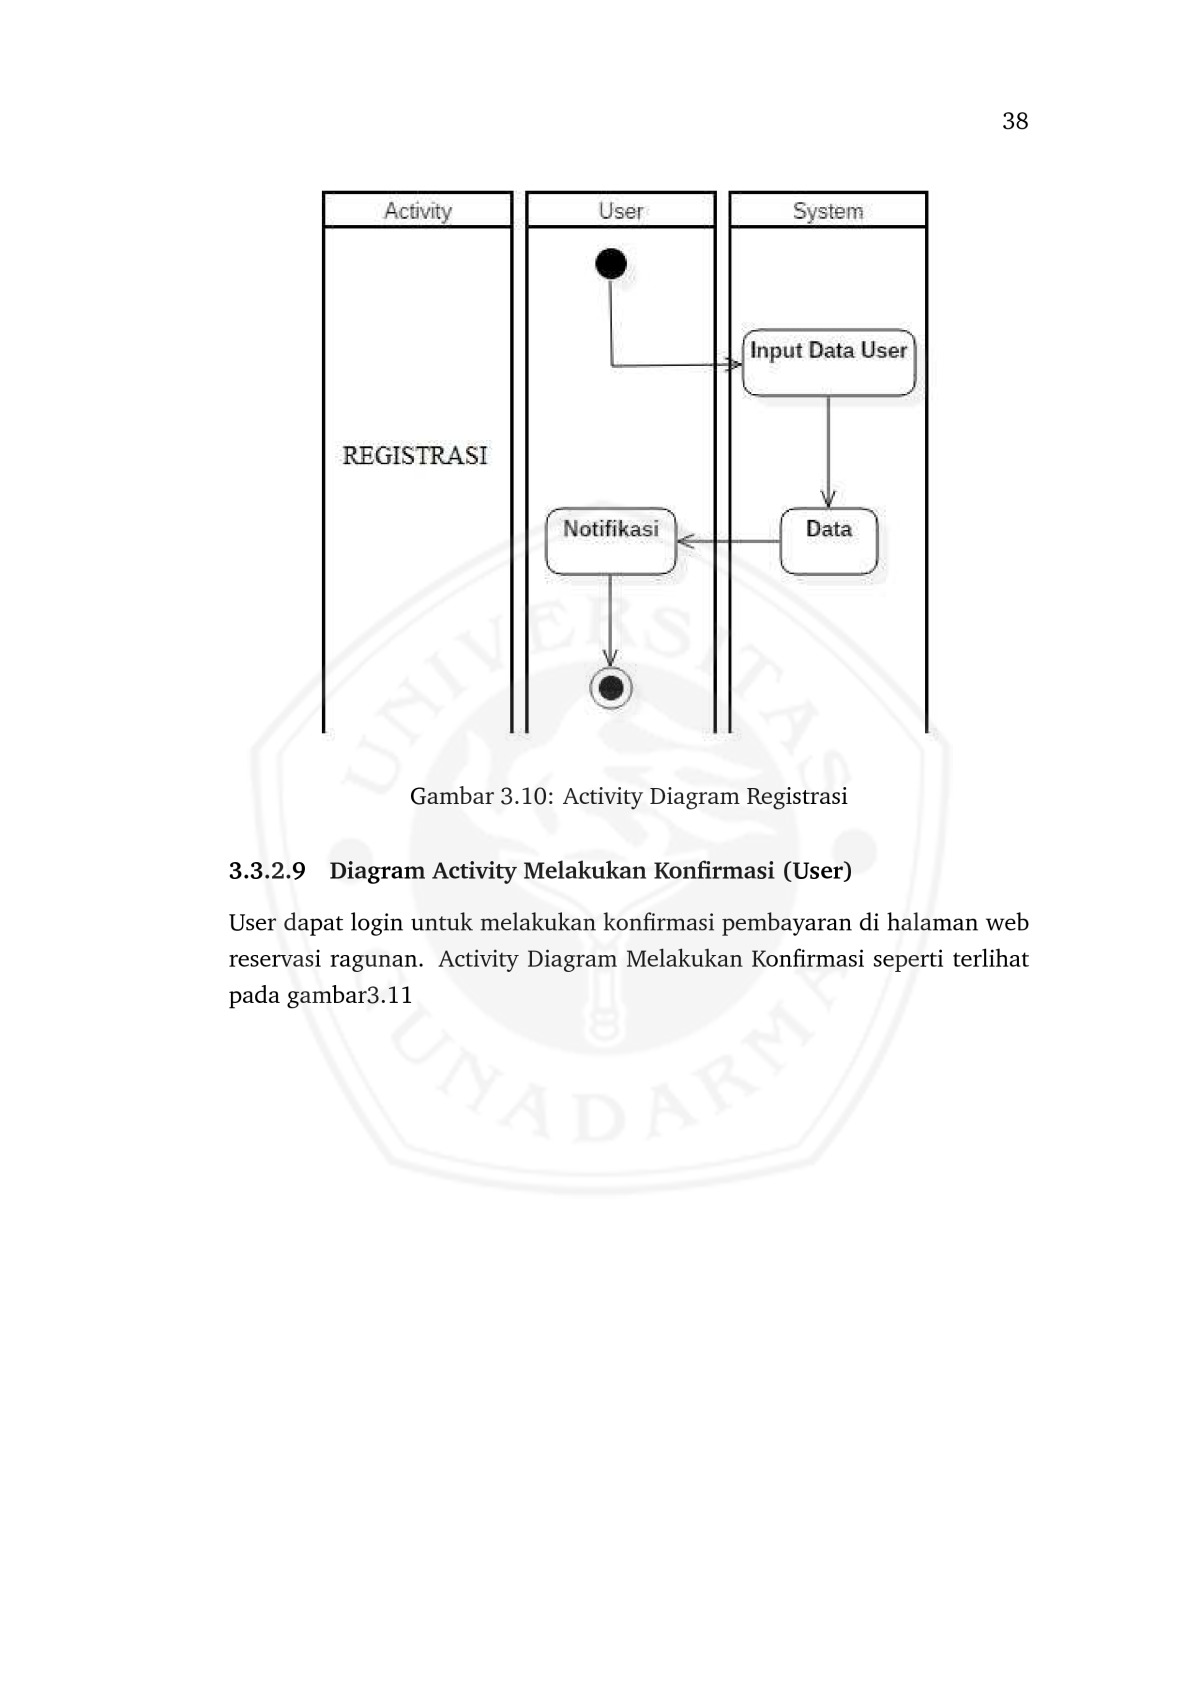 38
Activity User System
Input Data User
REGISTRASI
Notifikasi Data
UNIVERSITAS
Gambar 3.10: Activity Diagram Registrasi
3.3.2.9 Diagram Activity Melakukan Konfirmasi (User)
User dapat login untuk melakukan konfirmasi pembayaran di halaman web
reservasi ragunan. Activity Diagram Melakukan Konfirmasi seperti terlihat
pada gambar3.11
GUNADARMA